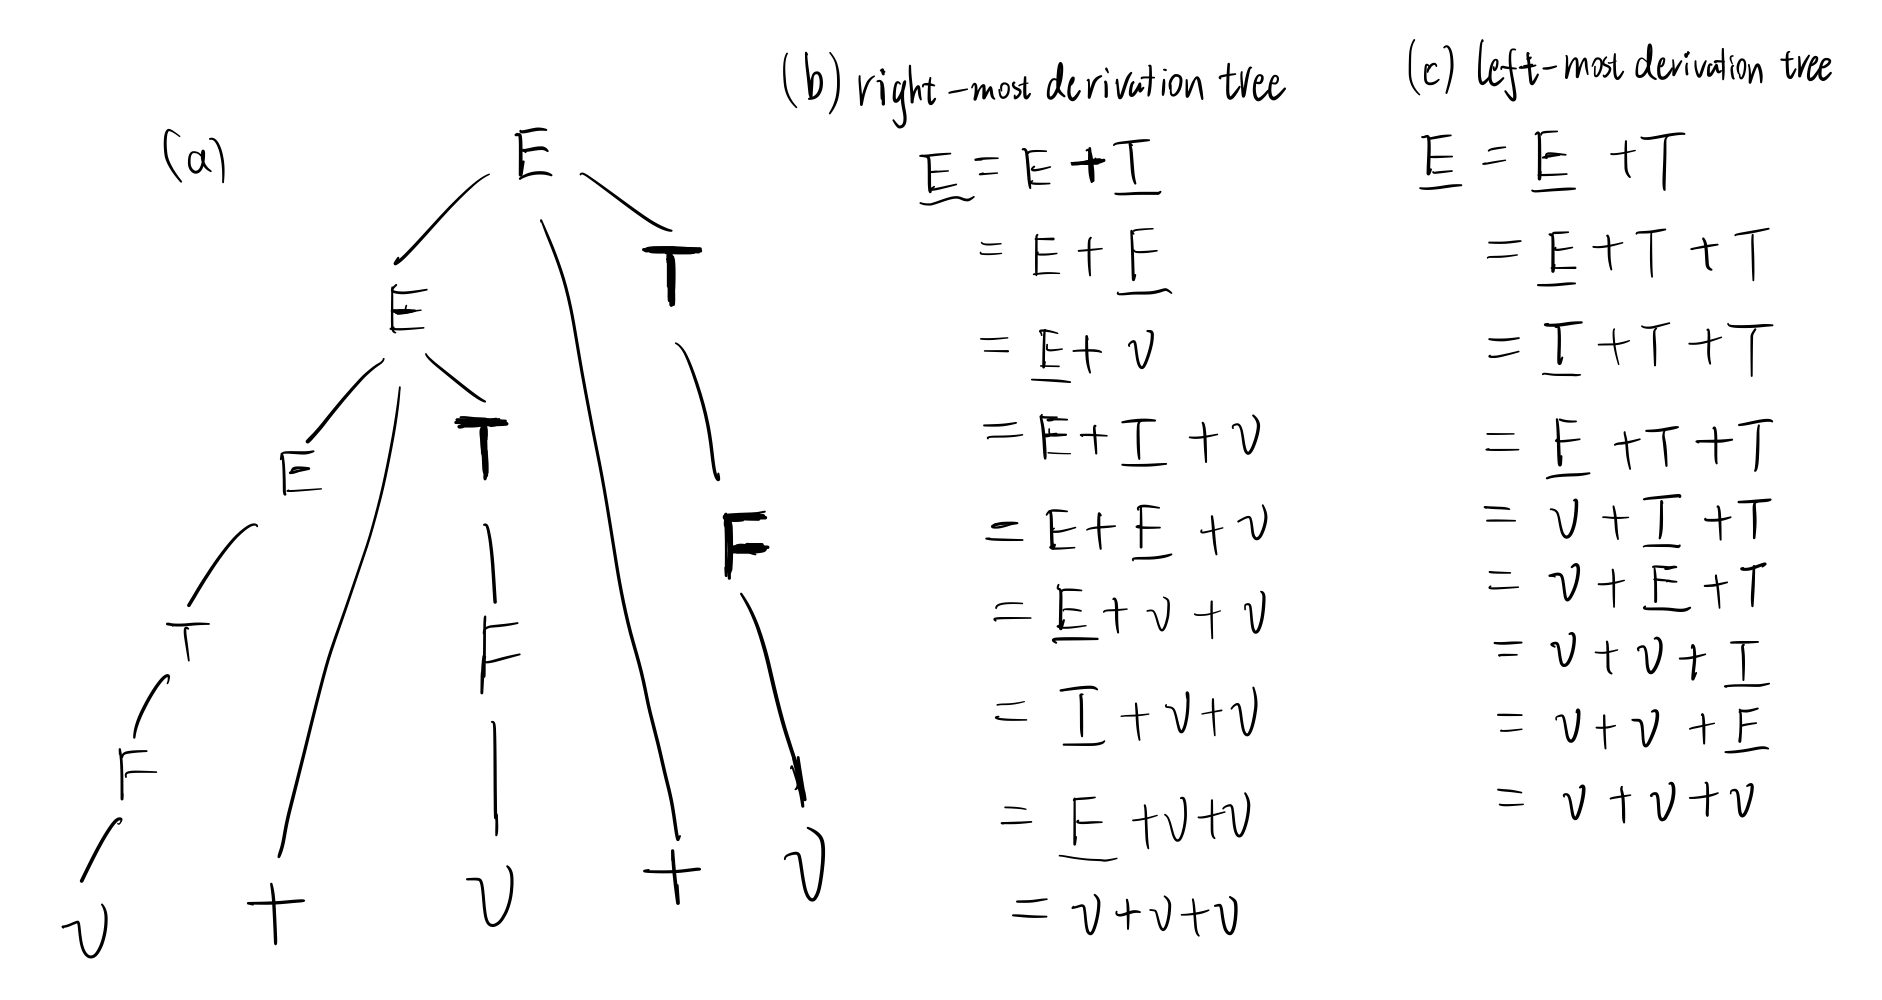 (a)
E
E T
E T
T F F
F
v + v + v
(b) right-most derivation tree
E = E + T
= E + F
= E + v
= E + T + v
= E + F + v
= E + v + v
= T + v + v
= F + v + v
= v + v + v
(c) left-most derivation tree
E = E + T
= E + T + T
= T + T + T
= F + T + T
= v + T + T
= v + F + T
= v + v + T
= v + v + F
= v + v + v